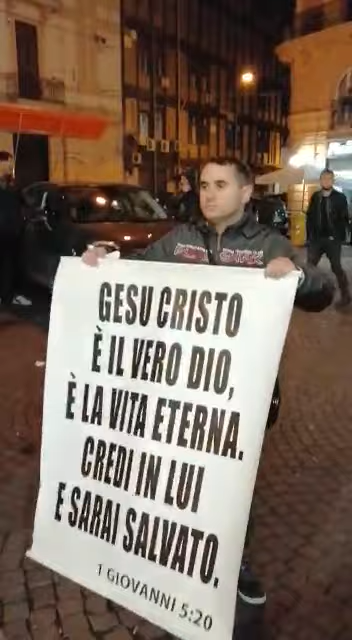 GESU CRISTO
È IL VERO DIO,
È LA VITA ETERNA.
CREDI IN LUI
E SARAI SALVATO.
1 GIOVANNI 5:20